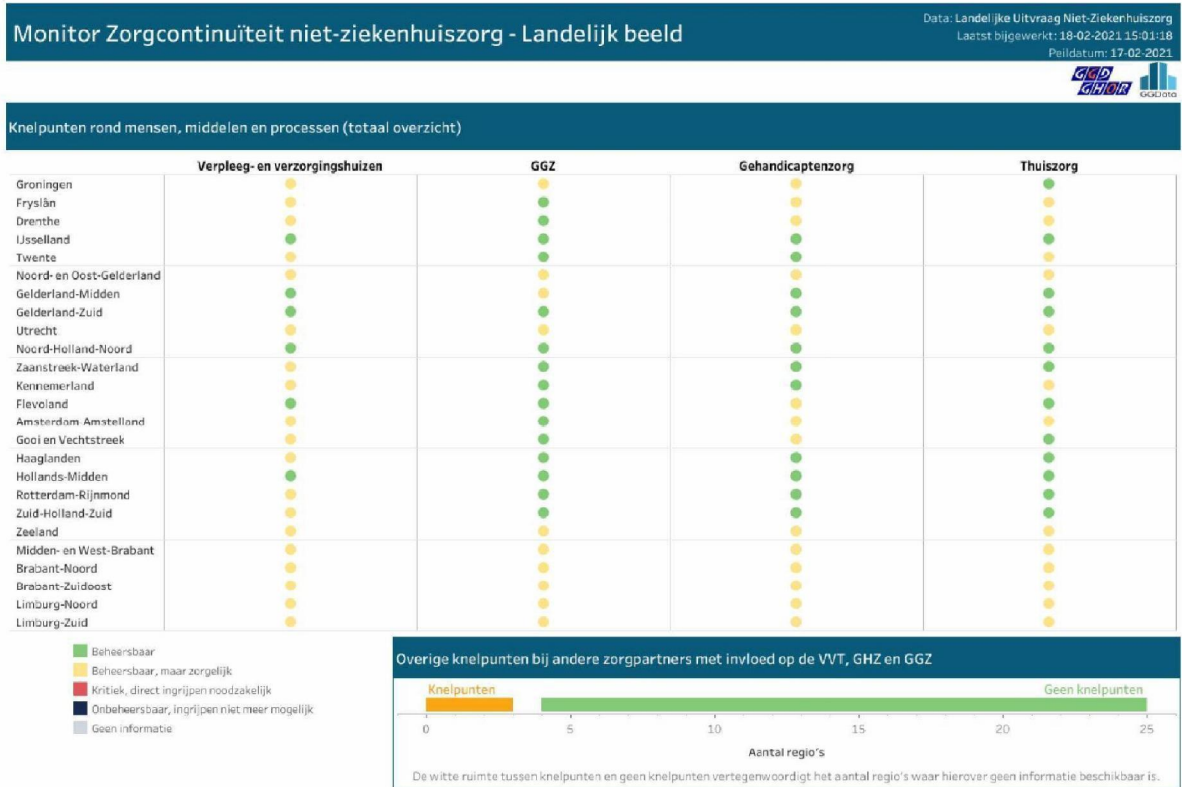 Monitor Zorgcontinuïteit niet-ziekenhuiszorg - Landelijk beeld
Data: Landelijke Uitvraag Niet-Ziekenhuiszorg
Laatst bijgewerkt: 18-02-2021 15:01:18
Peildatum: 17-02-2021
GGD
GHOR
GGData
Knelpunten rond mensen, middelen en processen (totaal overzicht)
Verpleeg- en verzorgingshuizen GGZ Gehandicaptenzorg Thuiszorg
Groningen
Fryslân
Drenthe
IJsselland
Twente
Noord- en Oost-Gelderland
Gelderland-Midden
Gelderland-Zuid
Utrecht
Noord-Holland-Noord
Zaanstreek-Waterland
Kennemerland
Flevoland
Amsterdam-Amstelland
Gooi en Vechtstreek
Haaglanden
Hollands-Midden
Rotterdam-Rijnmond
Zuid-Holland-Zuid
Zeeland
Midden- en West-Brabant
Brabant-Noord
Brabant-Zuidoost
Limburg-Noord
Limburg-Zuid
Beheersbaar
Beheersbaar, maar zorgelijk
Kritiek, direct ingrijpen noodzakelijk
Onbeheersbaar, ingrijpen niet meer mogelijk
Geen informatie
Overige knelpunten bij andere zorgpartners met invloed op de VVT, GHZ en GGZ
Knelpunten Geen knelpunten
0 5 10 15 20 25
Aantal regio's
De witte ruimte tussen knelpunten en geen knelpunten vertegenwoordigt het aantal regio's waar hierover geen informatie beschikbaar is.